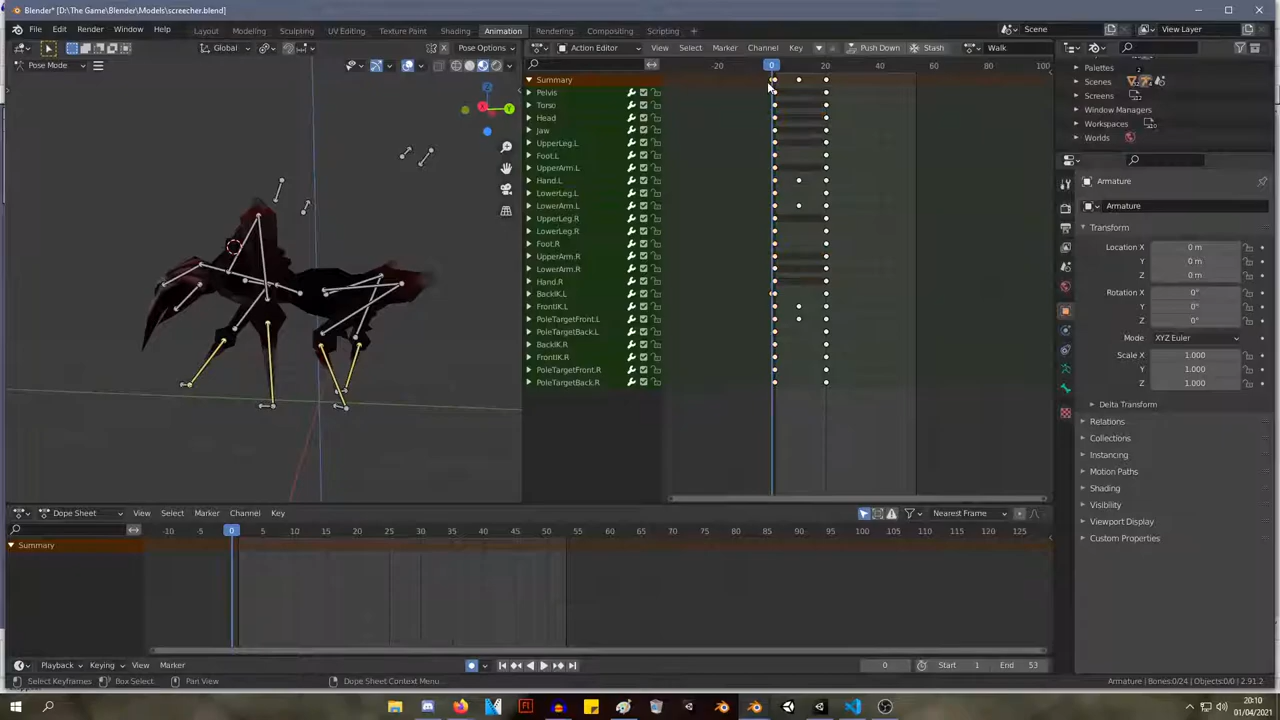 Blender* [D:\The Game\Blender\Models\screecher.blend]
File Edit Render Window Help Layout Modeling Sculpting UV Editing Texture Paint Shading Animation Rendering Compositing Scripting Scene View Layer
Global Pose Options Action Editor View Select Marker Channel Key Push Down Stash Walk
Pose Mode -20 0 20 40 60 80 100
Palettes 2
Summary Scenes
Pelvis Screens
Torso Window Managers
Head Workspaces
Jaw Worlds
UpperLeg.L
Foot.L
UpperArm.L
Hand.L Armature
LowerLeg.L
LowerArm.L Armature
UpperLeg.R Transform
LowerLeg.R
Foot.R Location X 0 m
UpperArm.R Y 0 m
LowerArm.R Z 0 m
Hand.R Rotation X 0°
BackIK.L Y 0°
FrontIK.L Z 0°
PoleTargetFront.L
PoleTargetBack.L Mode XYZ Euler
BackIK.R Scale X 1.000
FrontIK.R Y 1.000
PoleTargetFront.R Z 1.000
PoleTargetBack.R
Delta Transform
Relations
Collections
Instancing
Motion Paths
Shading
Visibility
Dope Sheet View Select Marker Channel Key Nearest Frame Viewport Display
-10 -5 0 5 10 15 20 25 30 35 40 45 50 55 60 65 70 75 80 85 90 95 100 105 110 115 120 125 130
Custom Properties
Summary
Playback Keying View Marker 0 Start 1 End 53
Select Keyframes Box Select Pan View Dope Sheet Context Menu Armature | Bones:0/24 | Objects:0/0 | 2.91.2
20:10
01/04/2021